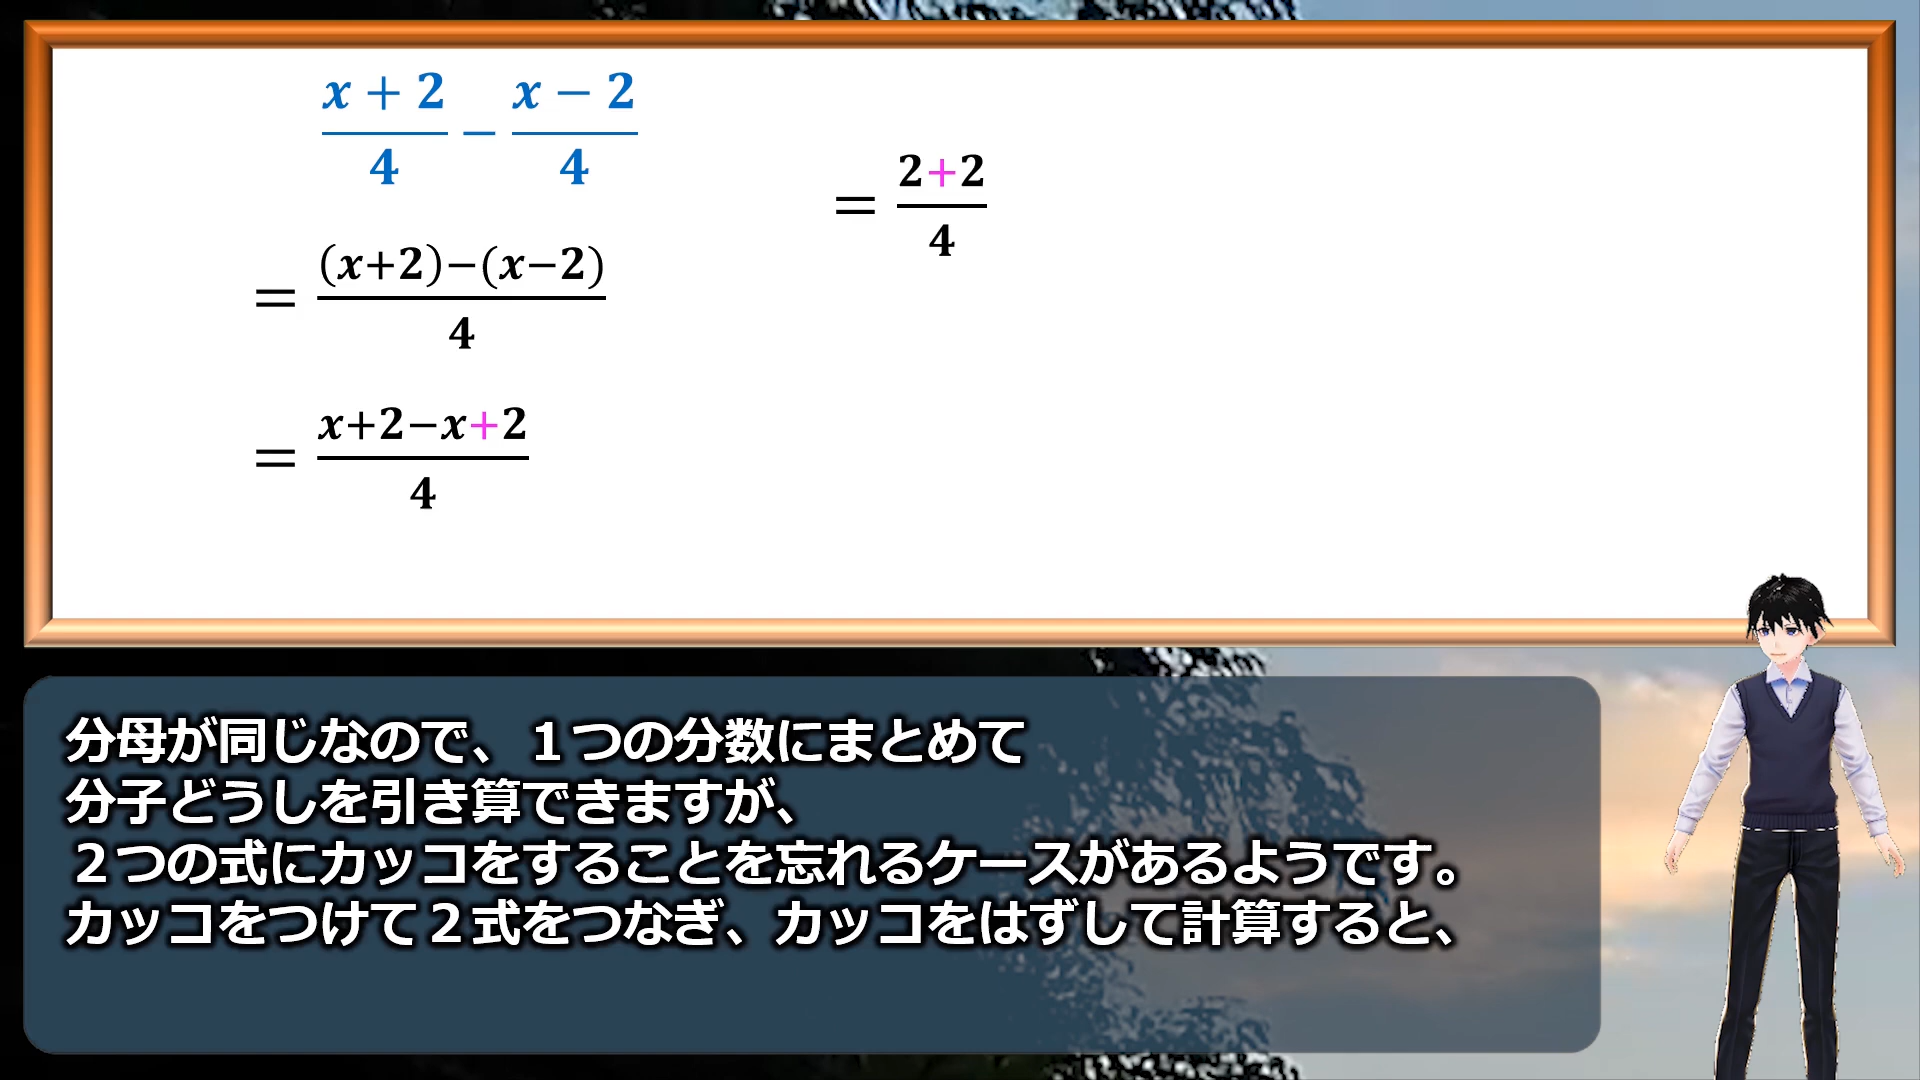 x + 2 / 4 − x − 2 / 4
= (x+2)−(x−2) / 4
= x+2−x+2 / 4
= 2+2 / 4
分母が同じなので、１つの分数にまとめて
分子どうしを引き算できますが、
２つの式にカッコをすることを忘れるケースがあるようです。
カッコをつけて２式をつなぎ、カッコをはずして計算すると、